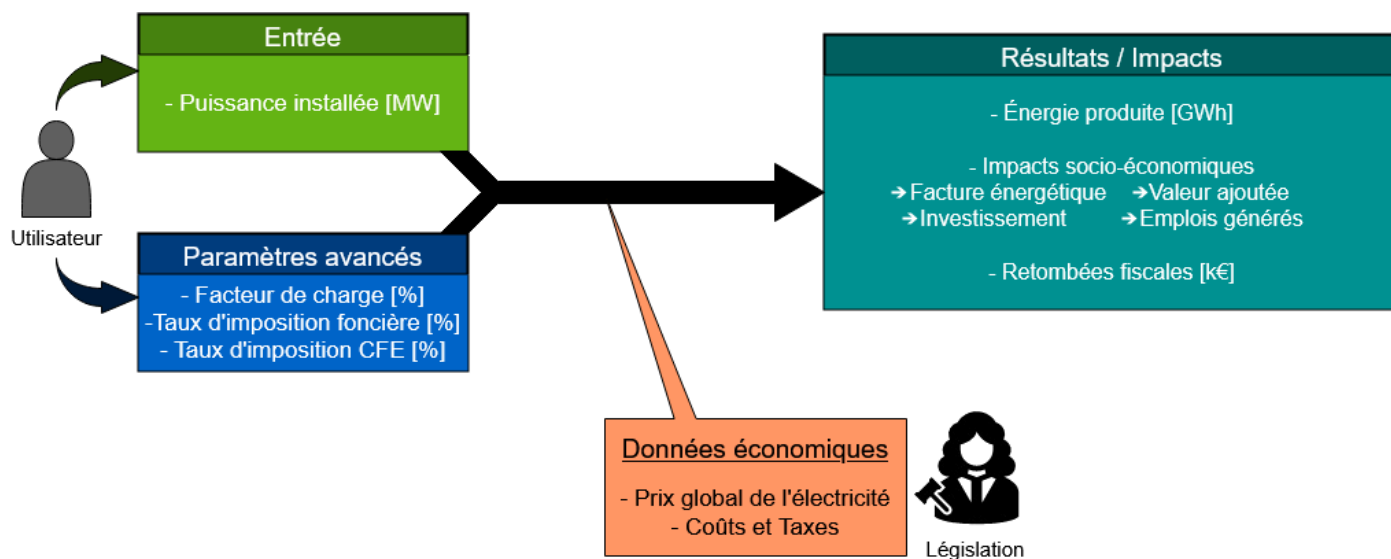 Entrée
- Puissance installée [MW]
Utilisateur
Paramètres avancés
- Facteur de charge [%]
-Taux d'imposition foncière [%]
- Taux d'imposition CFE [%]
Résultats / Impacts
- Énergie produite [GWh]
- Impacts socio-économiques
➔Facture énergétique ➔Valeur ajoutée
➔Investissement ➔Emplois générés
- Retombées fiscales [k€]
Données économiques
- Prix global de l'électricité
- Coûts et Taxes
Législation